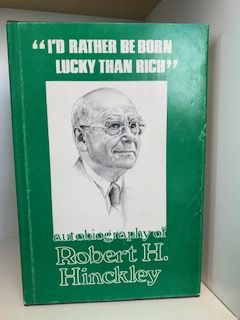 “I'D RATHER BE BORN
LUCKY THAN RICH”
autobiography of
Robert H.
Hinckley